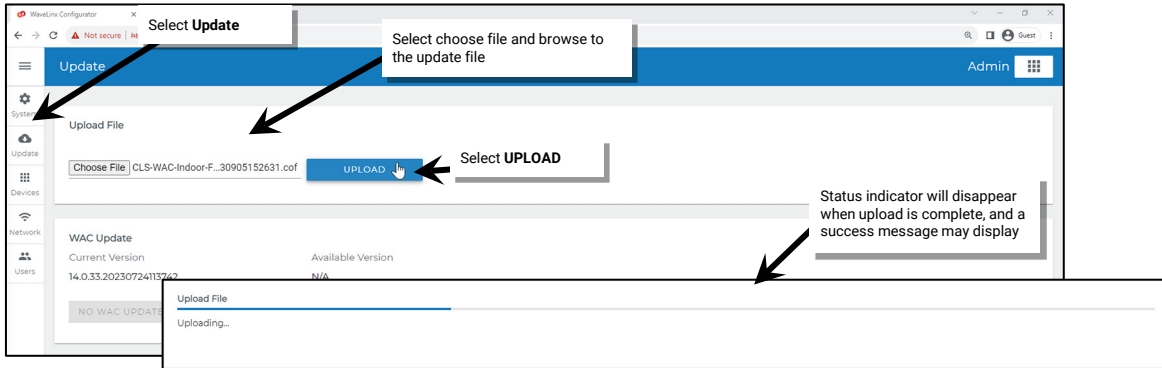 WaveLinx Configurator
Not secure
Guest
Select Update
Select choose file and browse to
the update file
Update
Admin
System
Update
Devices
Network
Users
Upload File
Choose File CLS-WAC-Indoor-F...30905152631.cof
UPLOAD
Select UPLOAD
Status indicator will disappear
when upload is complete, and a
success message may display
WAC Update
Current Version Available Version
14.0.33.20230724113742 N/A
NO WAC UPDATE
Upload File
Uploading...